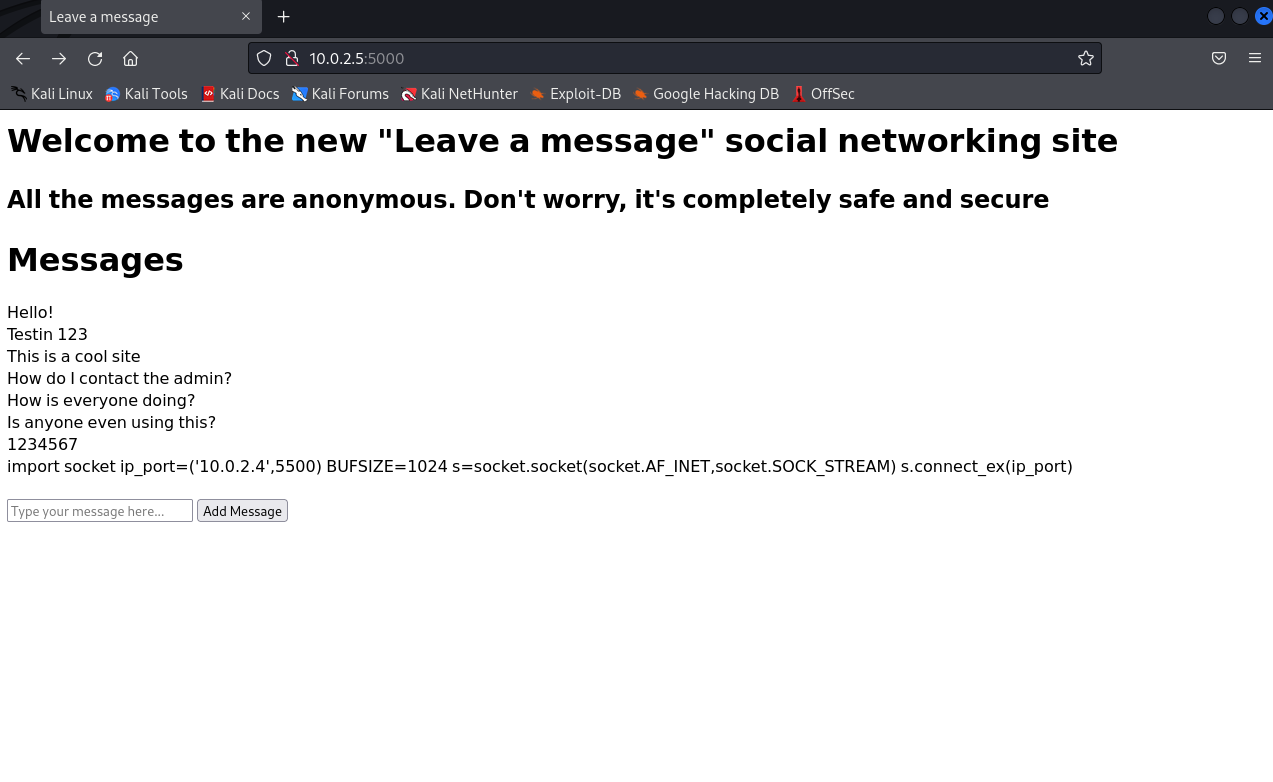 Leave a message
10.0.2.5:5000
Kali Linux Kali Tools Kali Docs Kali Forums Kali NetHunter Exploit-DB Google Hacking DB OffSec
Welcome to the new "Leave a message" social networking site
All the messages are anonymous. Don't worry, it's completely safe and secure
Messages
Hello!
Testin 123
This is a cool site
How do I contact the admin?
How is everyone doing?
Is anyone even using this?
1234567
import socket ip_port=('10.0.2.4',5500) BUFSIZE=1024 s=socket.socket(socket.AF_INET,socket.SOCK_STREAM) s.connect_ex(ip_port)
Type your message here... Add Message